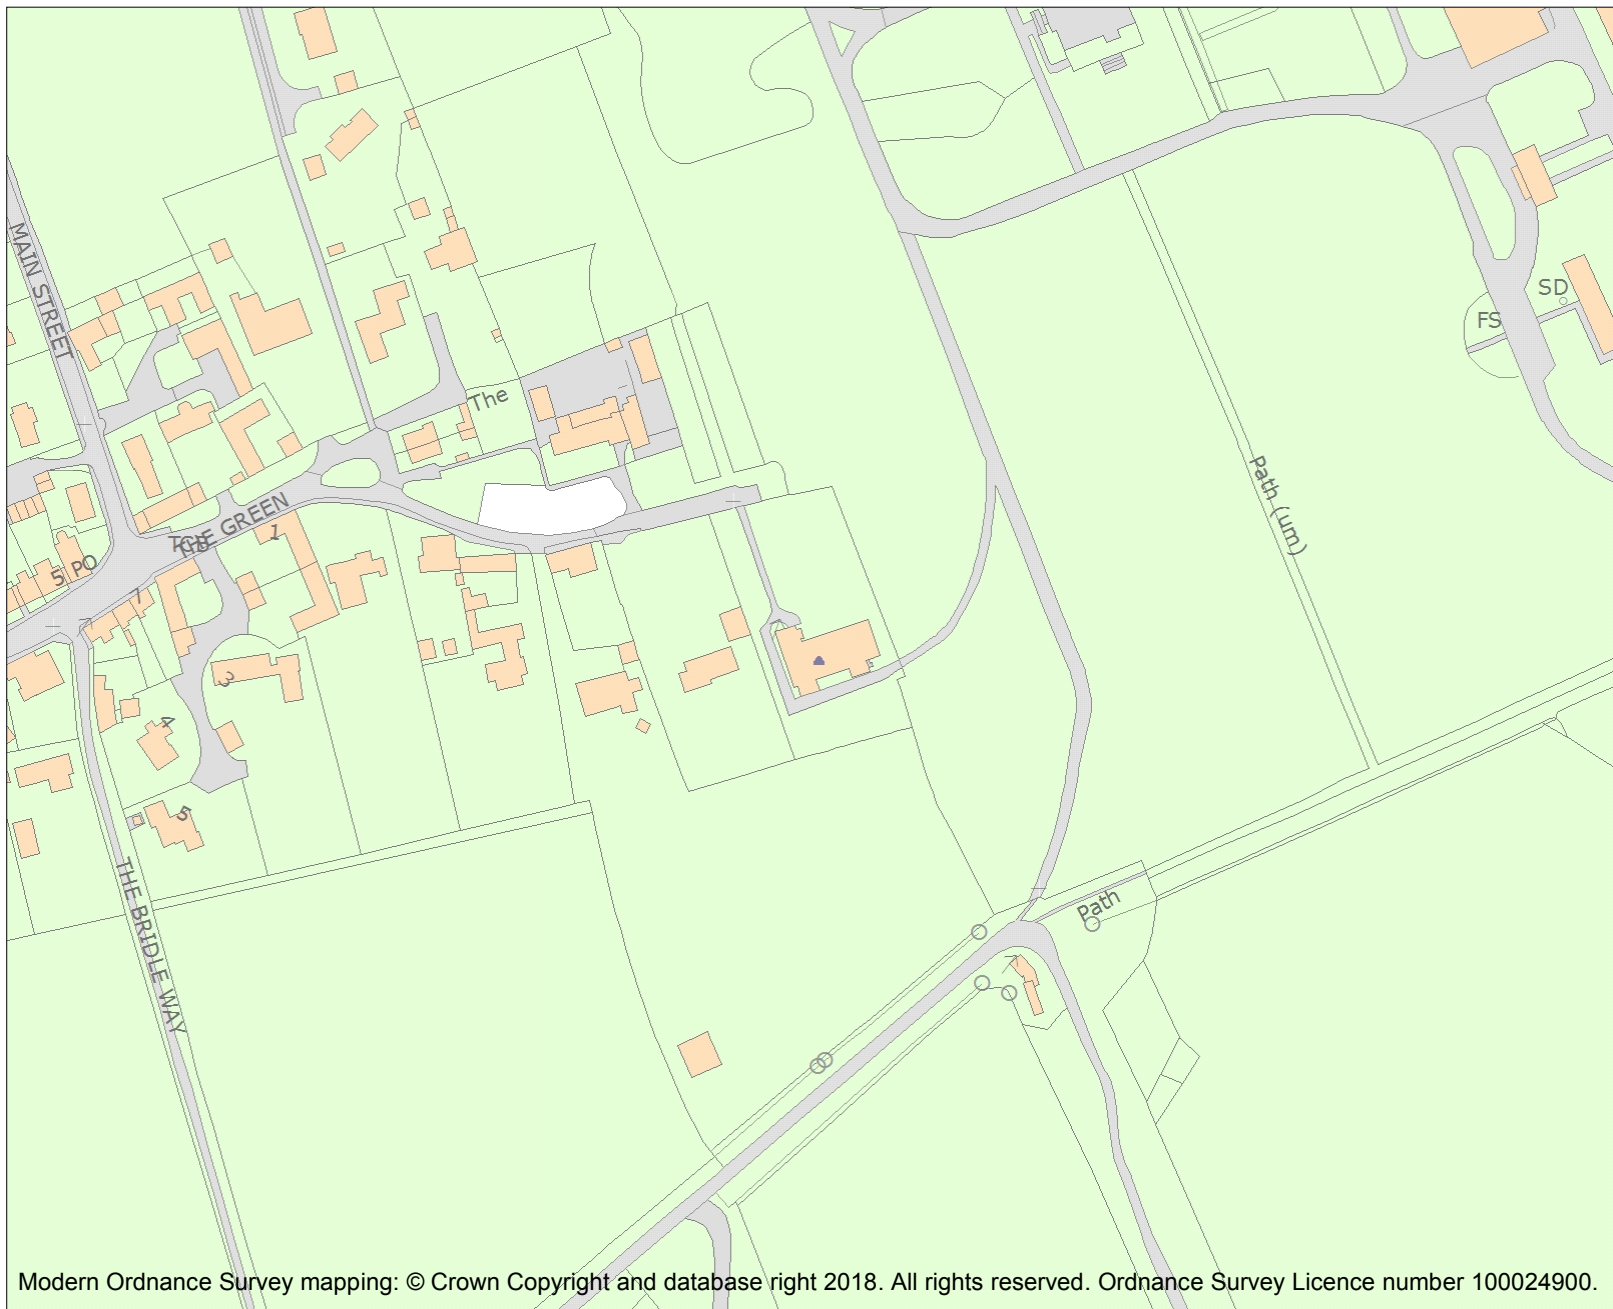 MAIN STREET
SD
FS
The
Path (um)
THE GREEN
1
TCB
5
PO
7
3
4
5
THE BRIDLE WAY
Path
Modern Ordnance Survey mapping: © Crown Copyright and database right 2018. All rights reserved. Ordnance Survey Licence number 100024900.